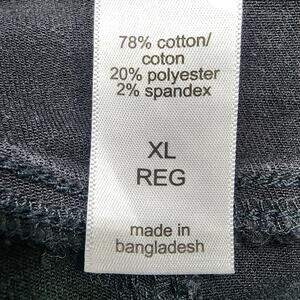 78% cotton/
coton
20% polyester
2% spandex
XL
REG
made in
bangladesh